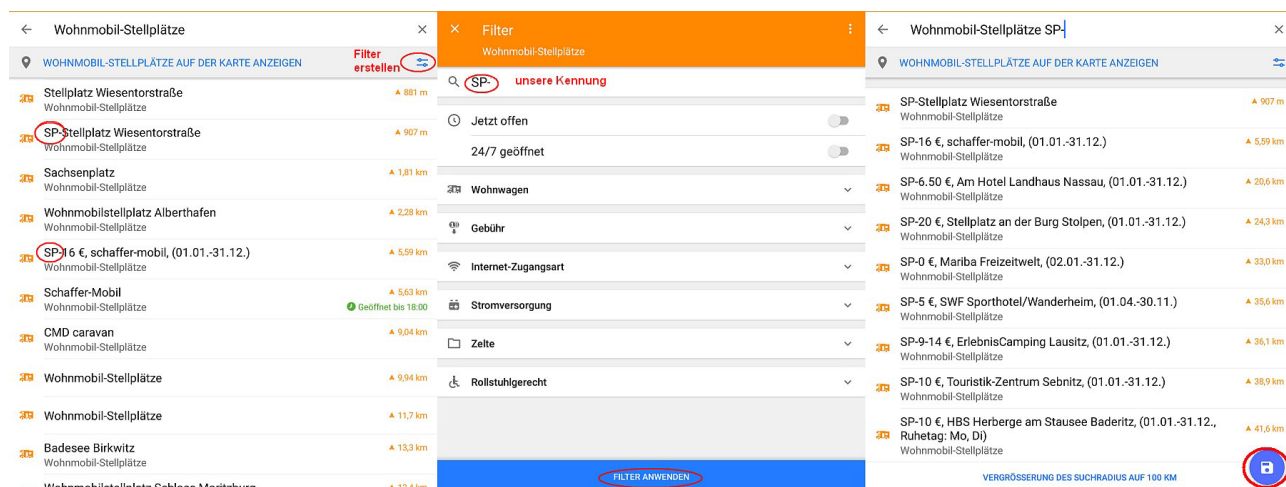 Wohnmobil-Stellplätze
WOHNMOBIL-STELLPLÄTZE AUF DER KARTE ANZEIGEN
Filter
erstellen
Stellplatz Wiesentorstraße
881 m
Wohnmobil-Stellplätze
SP-Stellplatz Wiesentorstraße
907 m
Wohnmobil-Stellplätze
Sachsenplatz
1,81 km
Wohnmobil-Stellplätze
Wohnmobilstellplatz Alberthafen
2,28 km
Wohnmobil-Stellplätze
SP-16 €, schaffer-mobil, (01.01.-31.12.)
5,59 km
Wohnmobil-Stellplätze
Schaffer-Mobil
5,63 km
Wohnmobil-Stellplätze
Geöffnet bis 18:00
CMD caravan
9,04 km
Wohnmobil-Stellplätze
Wohnmobil-Stellplätze
9,94 km
Wohnmobil-Stellplätze
11,7 km
Badesee Birkwitz
13,3 km
Wohnmobil-Stellplätze
Wohnmobilstellplatz Schloss Moritzburg
13,4 km
Filter
Wohnmobil-Stellplätze
SP-
unsere Kennung
Jetzt offen
24/7 geöffnet
Wohnwagen
Gebühr
Internet-Zugangsart
Stromversorgung
Zelte
Rollstuhlgerecht
FILTER ANWENDEN
Wohnmobil-Stellplätze SP-
WOHNMOBIL-STELLPLÄTZE AUF DER KARTE ANZEIGEN
SP-Stellplatz Wiesentorstraße
907 m
Wohnmobil-Stellplätze
SP-16 €, schaffer-mobil, (01.01.-31.12.)
5,59 km
Wohnmobil-Stellplätze
SP-6.50 €, Am Hotel Landhaus Nassau, (01.01.-31.12.)
20,6 km
Wohnmobil-Stellplätze
SP-20 €, Stellplatz an der Burg Stolpen, (01.01.-31.12.)
24,3 km
Wohnmobil-Stellplätze
SP-0 €, Mariba Freizeitwelt, (02.01.-31.12.)
33,0 km
Wohnmobil-Stellplätze
SP-5 €, SWF Sporthotel/Wanderheim, (01.04.-30.11.)
35,6 km
Wohnmobil-Stellplätze
SP-9-14 €, ErlebnisCamping Lausitz, (01.01.-31.12.)
36,1 km
Wohnmobil-Stellplätze
SP-10 €, Touristik-Zentrum Sebnitz, (01.01.-31.12.)
38,9 km
Wohnmobil-Stellplätze
SP-10 €, HBS Herberge am Stausee Baderitz, (01.01.-31.12.,
Ruhetag: Mo, Di)
41,6 km
Wohnmobil-Stellplätze
VERGRÖSSERUNG DES SUCHRADIUS AUF 100 KM